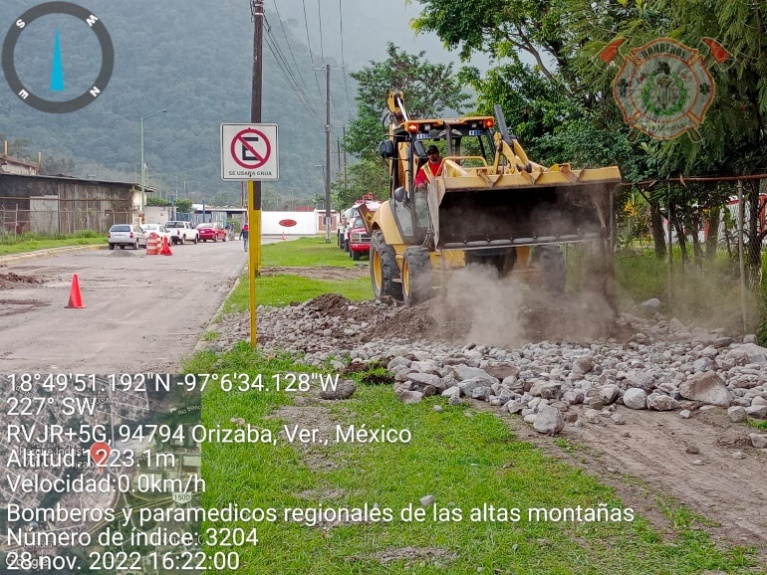 S
W
E
N
BOMBEROS
E
SE USARA GRUA
18°49'51.192"N -97°6'34.128"W
227° SW
RVJR+5G, 94794 Orizaba, Ver., México
Altitud:1223.1m
Velocidad:0.0km/h
Bomberos y paramedicos regionales de las altas montañas
Número de índice: 3204
28 nov. 2022 16:22:00